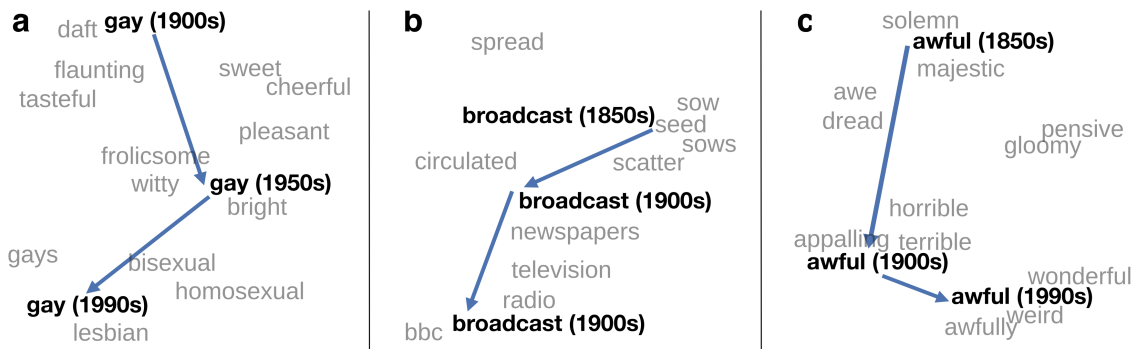 a
daft gay (1900s)
flaunting
sweet
cheerful
tasteful
pleasant
frolicsome
witty
gay (1950s)
bright
gays
bisexual
homosexual
gay (1990s)
lesbian
b
spread
broadcast (1850s)
sow
seed
sows
circulated
scatter
broadcast (1900s)
newspapers
television
radio
bbc broadcast (1900s)
c
solemn
awful (1850s)
majestic
awe
dread
pensive
gloomy
horrible
appalling terrible
awful (1900s)
wonderful
awful (1990s)
weird
awfully